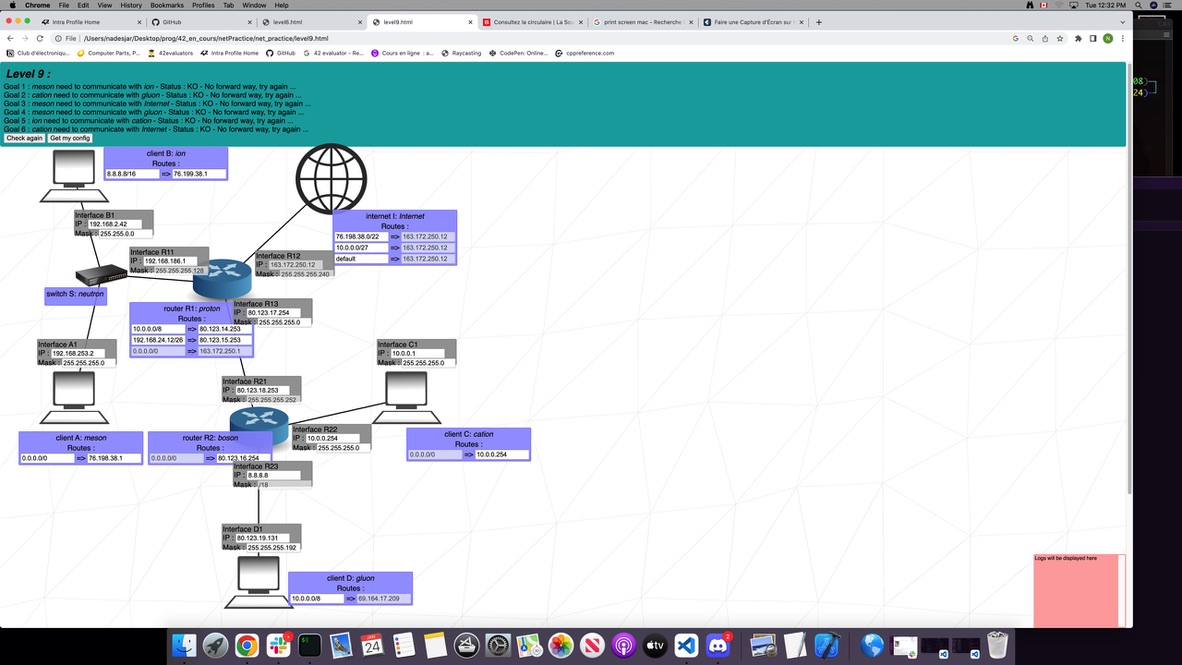 Chrome File Edit View History Bookmarks Profiles Tab Window Help
Tue 12:32 PM
Intra Profile Home
GitHub
level6.html
level9.html
Consultez la circulaire | La Sou
print screen mac - Recherche
Faire une Capture d'Écran sur
File /Users/nadesjar/Desktop/prog/42_en_cours/netPractice/net_practice/level9.html
Club d'électroniqu... Computer Parts, P... 42evaluators Intra Profile Home GitHub 42 evaluator - Re... Cours en ligne : a... Raycasting CodePen: Online... cppreference.com
Level 9 :
Goal 1 : meson need to communicate with ion - Status : KO - No forward way, try again ...
Goal 2 : cation need to communicate with gluon - Status : KO - No forward way, try again ...
Goal 3 : meson need to communicate with Internet - Status : KO - No forward way, try again ...
Goal 4 : meson need to communicate with gluon - Status : KO - No forward way, try again ...
Goal 5 : ion need to communicate with cation - Status : KO - No forward way, try again ...
Goal 6 : cation need to communicate with Internet - Status : KO - No forward way, try again ...
Check again Get my config
08)
24)
client B: ion
Routes :
8.8.8.8/16 => 76.199.38.1
Interface B1
IP : 192.168.2.42
Mask : 255.255.0.0
internet I: Internet
Routes :
76.198.38.0/22 => 163.172.250.12
10.0.0.0/27 => 163.172.250.12
default => 163.172.250.12
Interface R11
IP : 192.168.186.1
Mask : 255.255.255.128
Interface R12
IP : 163.172.250.12
Mask : 255.255.255.240
switch S: neutron
Interface R13
IP : 80.123.17.254
Mask : 255.255.255.0
router R1: proton
Routes :
10.0.0.0/8 => 80.123.14.253
192.168.24.12/26 => 80.123.15.253
0.0.0.0/0 => 163.172.250.1
Interface A1
IP : 192.168.253.2
Mask : 255.255.255.0
Interface C1
IP : 10.0.0.1
Mask : 255.255.255.0
Interface R21
IP : 80.123.18.253
Mask : 255.255.255.252
client A: meson
Routes :
0.0.0.0/0 => 76.198.38.1
router R2: boson
Routes :
0.0.0.0/0 => 80.123.16.254
Interface R22
IP : 10.0.0.254
Mask : 255.255.255.0
client C: cation
Routes :
0.0.0.0/0 => 10.0.0.254
Interface R23
IP : 8.8.8.8
Mask : /18
Interface D1
IP : 80.123.19.131
Mask : 255.255.255.192
client D: gluon
Routes :
10.0.0.0/8 => 69.164.17.209
Logs will be displayed here
JAN
24
tv
2